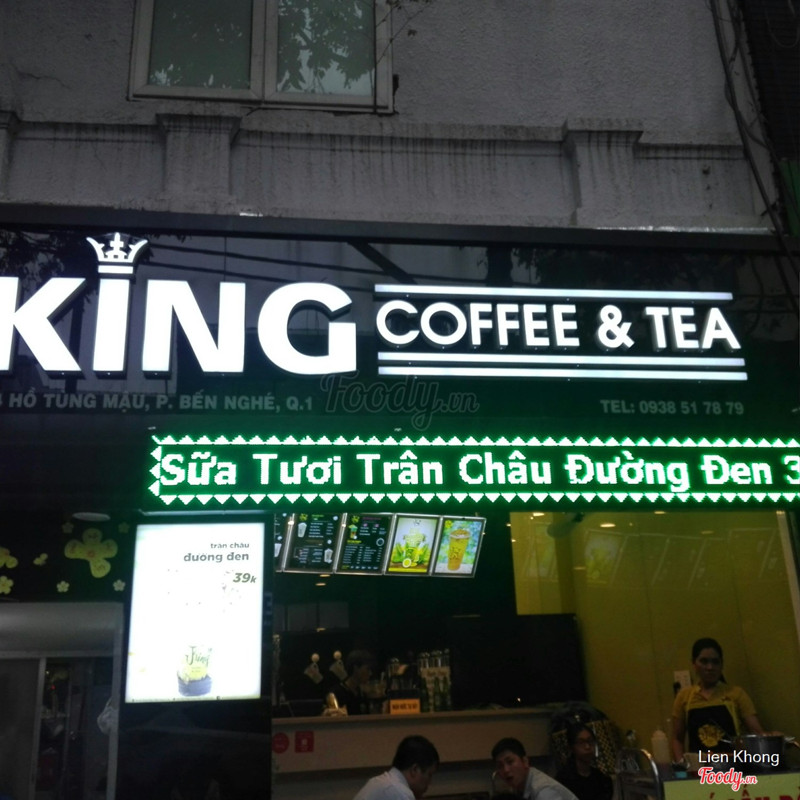 KING COFFEE & TEA
HỒ TÙNG MẬU, P. BẾN NGHÉ, Q.1
TEL: 0938 51 78 79
Foody.vn
Sữa Tươi Trân Châu Đường Đen 3
trân châu
đường đen
39k
Lien Khong
Foody.vn